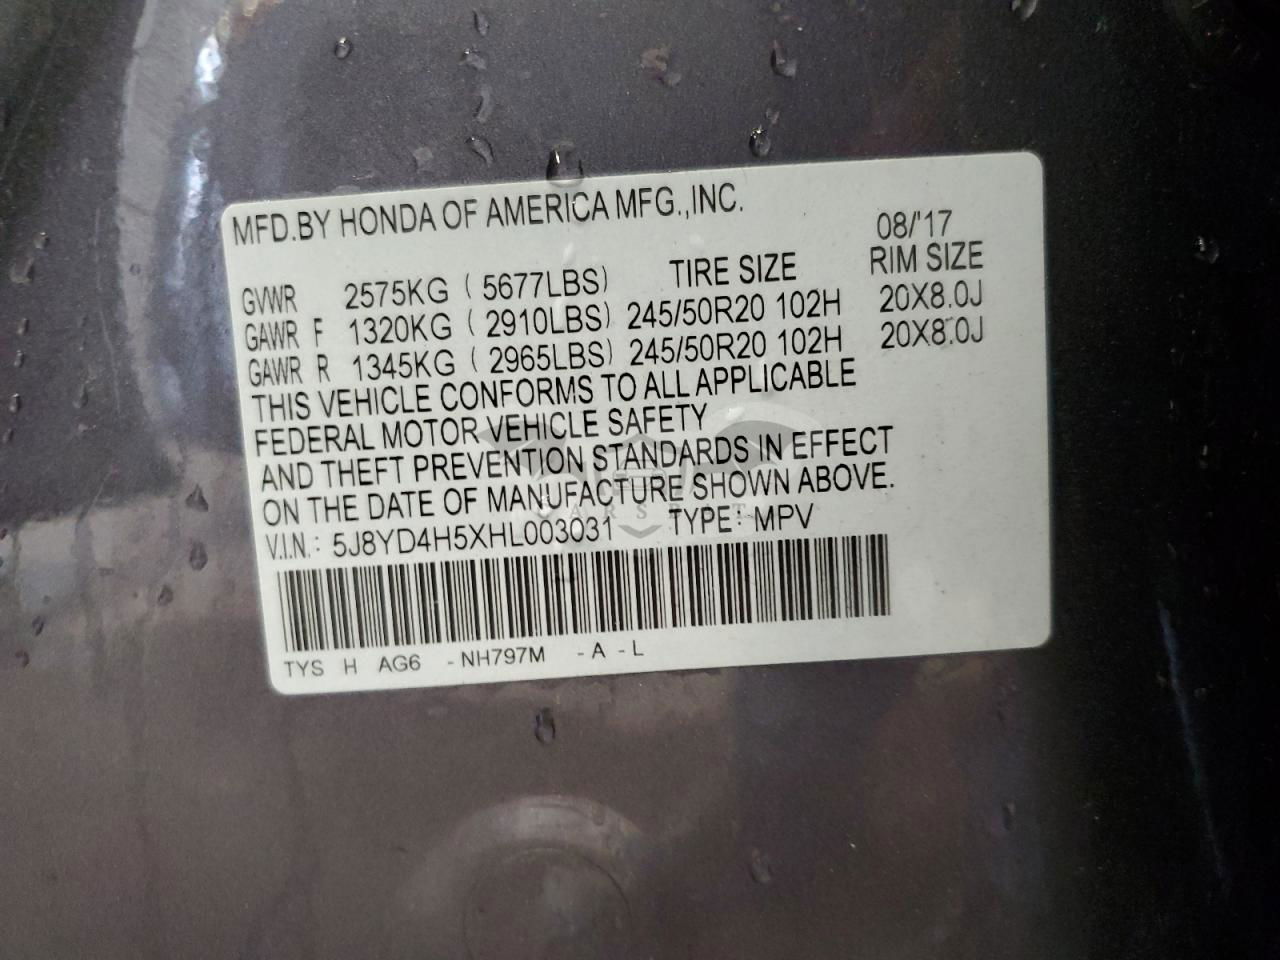 MFD.BY HONDA OF AMERICA MFG.,INC.
08/'17
GVWR 2575KG ( 5677LBS) TIRE SIZE RIM SIZE
GAWR F 1320KG ( 2910LBS) 245/50R20 102H 20X8.0J
GAWR R 1345KG ( 2965LBS) 245/50R20 102H 20X8.0J
THIS VEHICLE CONFORMS TO ALL APPLICABLE
FEDERAL MOTOR VEHICLE SAFETY
AND THEFT PREVENTION STANDARDS IN EFFECT
ON THE DATE OF MANUFACTURE SHOWN ABOVE.
V.I.N.: 5J8YD4H5XHL003031 TYPE: MPV
TYS H AG6 -NH797M -A -L